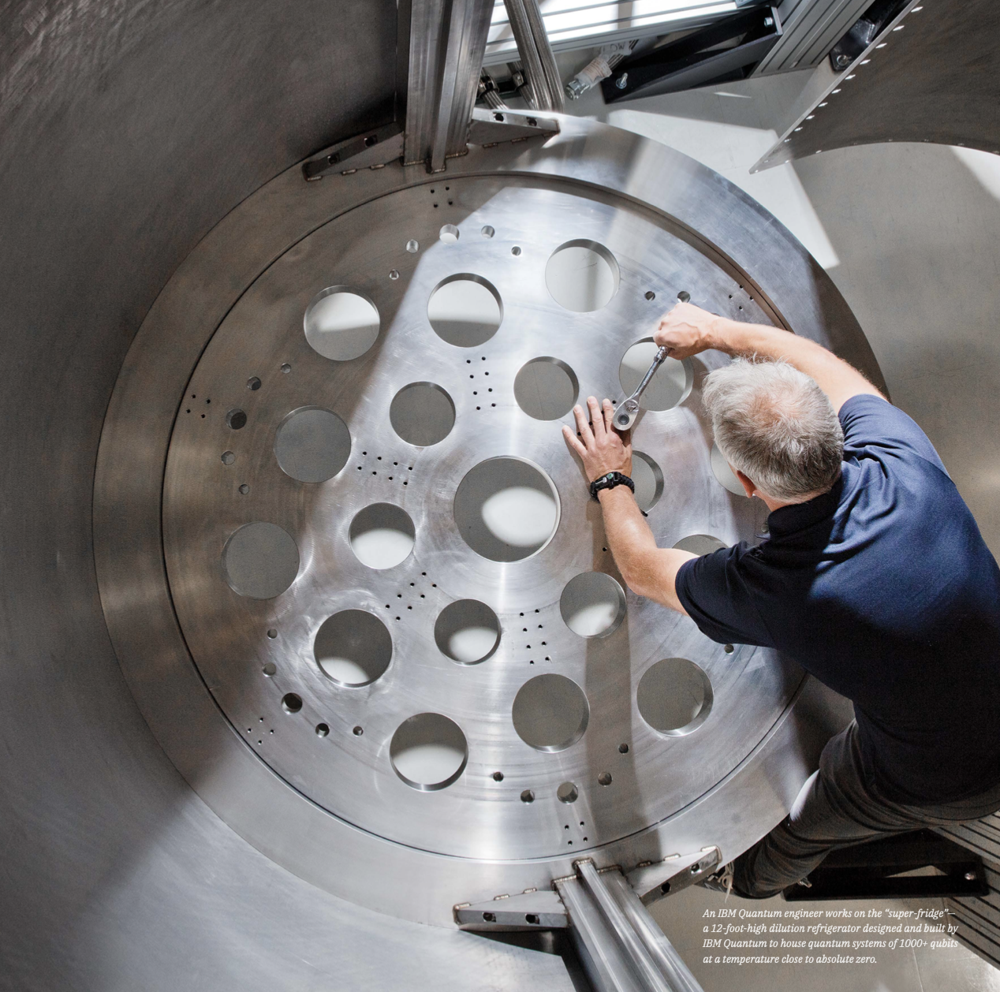 An IBM Quantum engineer works on the “super-fridge”—
a 12-foot-high dilution refrigerator designed and built by
IBM Quantum to house quantum systems of 1000+ qubits
at a temperature close to absolute zero.